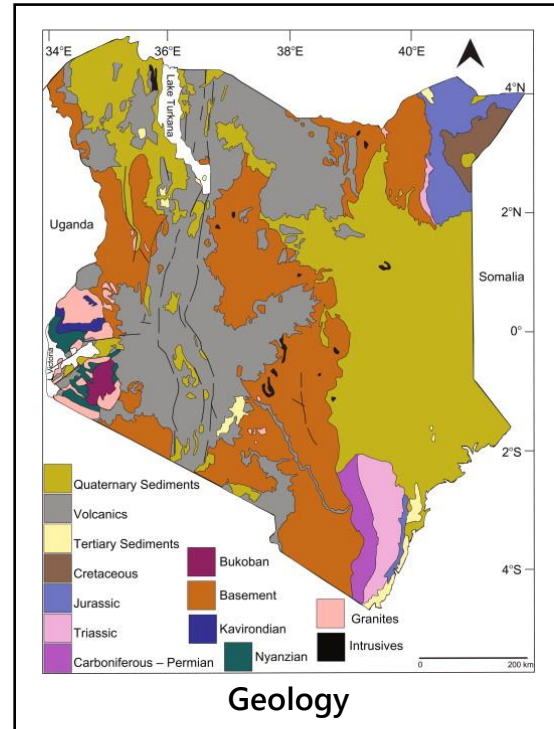 34°E 36°E 38°E 40°E
Lake Turkana
4°N
Uganda
2°N
Somalia
0°
Victoria
2°S
4°S
Quaternary Sediments
Volcanics
Tertiary Sediments
Cretaceous
Jurassic
Triassic
Carboniferous – Permian
Bukoban
Basement
Kavirondian
Nyanzian
Granites
Intrusives
0 200 km
Geology